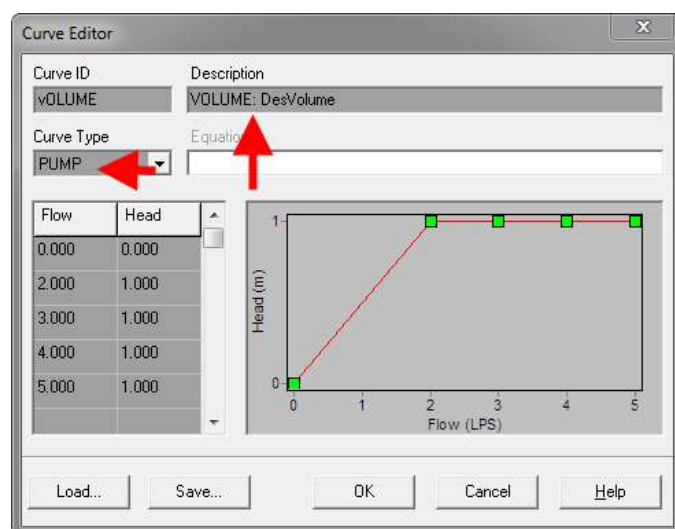 Curve Editor
Curve ID Description
vOLUME VOLUME: DesVolume
Curve Type Equation
PUMP
Flow Head
0.000 0.000
2.000 1.000
3.000 1.000
4.000 1.000
5.000 1.000
1
0
Head (m)
0 1 2 3 4 5
Flow (LPS)
Load... Save... OK Cancel Help